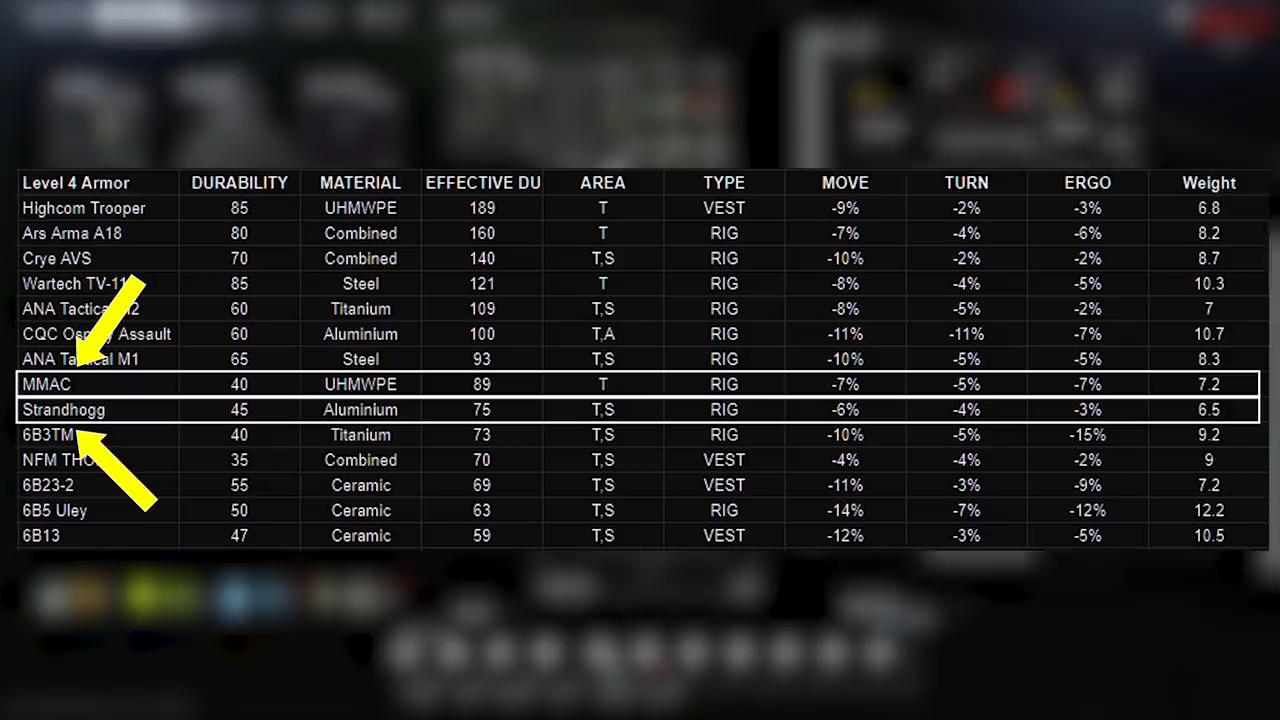 Level 4 Armor DURABILITY MATERIAL EFFECTIVE DU AREA TYPE MOVE TURN ERGO Weight
Highcom Trooper 85 UHMWPE 189 T VEST -9% -2% -3% 6.8
Ars Arma A18 80 Combined 160 T RIG -7% -4% -6% 8.2
Crye AVS 70 Combined 140 T,S RIG -10% -2% -2% 8.7
Wartech 85 Steel 121 T RIG -8% -4% -5% 10.3
ANA 60 Titanium 109 T,S RIG -8% -5% -2% 7
CQC Assault 60 Aluminium 100 T,A RIG -11% -11% -7% 10.7
ANA M1 65 Steel 93 T,S RIG -10% -5% -5% 8.3
MMAC 40 UHMWPE 89 T RIG -7% -5% -7% 7.2
Strandhogg 45 Aluminium 75 T,S RIG -6% -4% -3% 6.5
6B3TM 40 Titanium 73 T,S RIG -10% -5% -15% 9.2
NFM 35 Combined 70 T,S VEST -4% -4% -2% 9
6B23-2 55 Ceramic 69 T,S VEST -11% -3% -9% 7.2
6B5 Uley 50 Ceramic 63 T,S RIG -14% -7% -12% 12.2
6B13 47 Ceramic 59 T,S VEST -12% -3% -5% 10.5